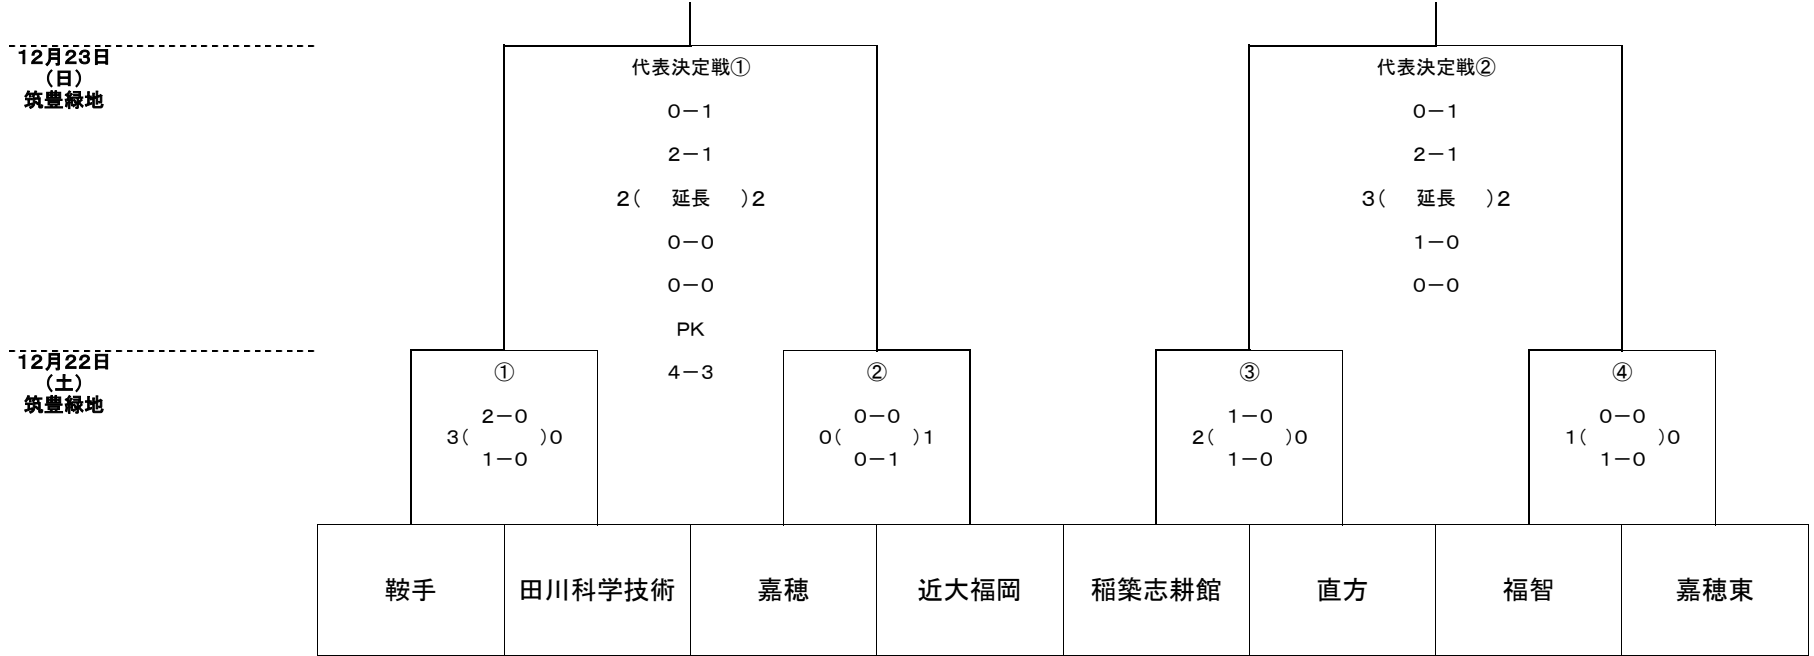 12月23日
（日）
筑豊緑地
代表決定戦①
0－1
2－1
2（ 延長 ）2
0－0
0－0
PK
4－3
代表決定戦②
0－1
2－1
3（ 延長 ）2
1－0
0－0
12月22日
（土）
筑豊緑地
①
2－0
3（ ）0
1－0
②
0－0
0（ ）1
0－1
③
1－0
2（ ）0
1－0
④
0－0
1（ ）0
1－0
鞍手
田川科学技術
嘉穂
近大福岡
稲築志耕館
直方
福智
嘉穂東